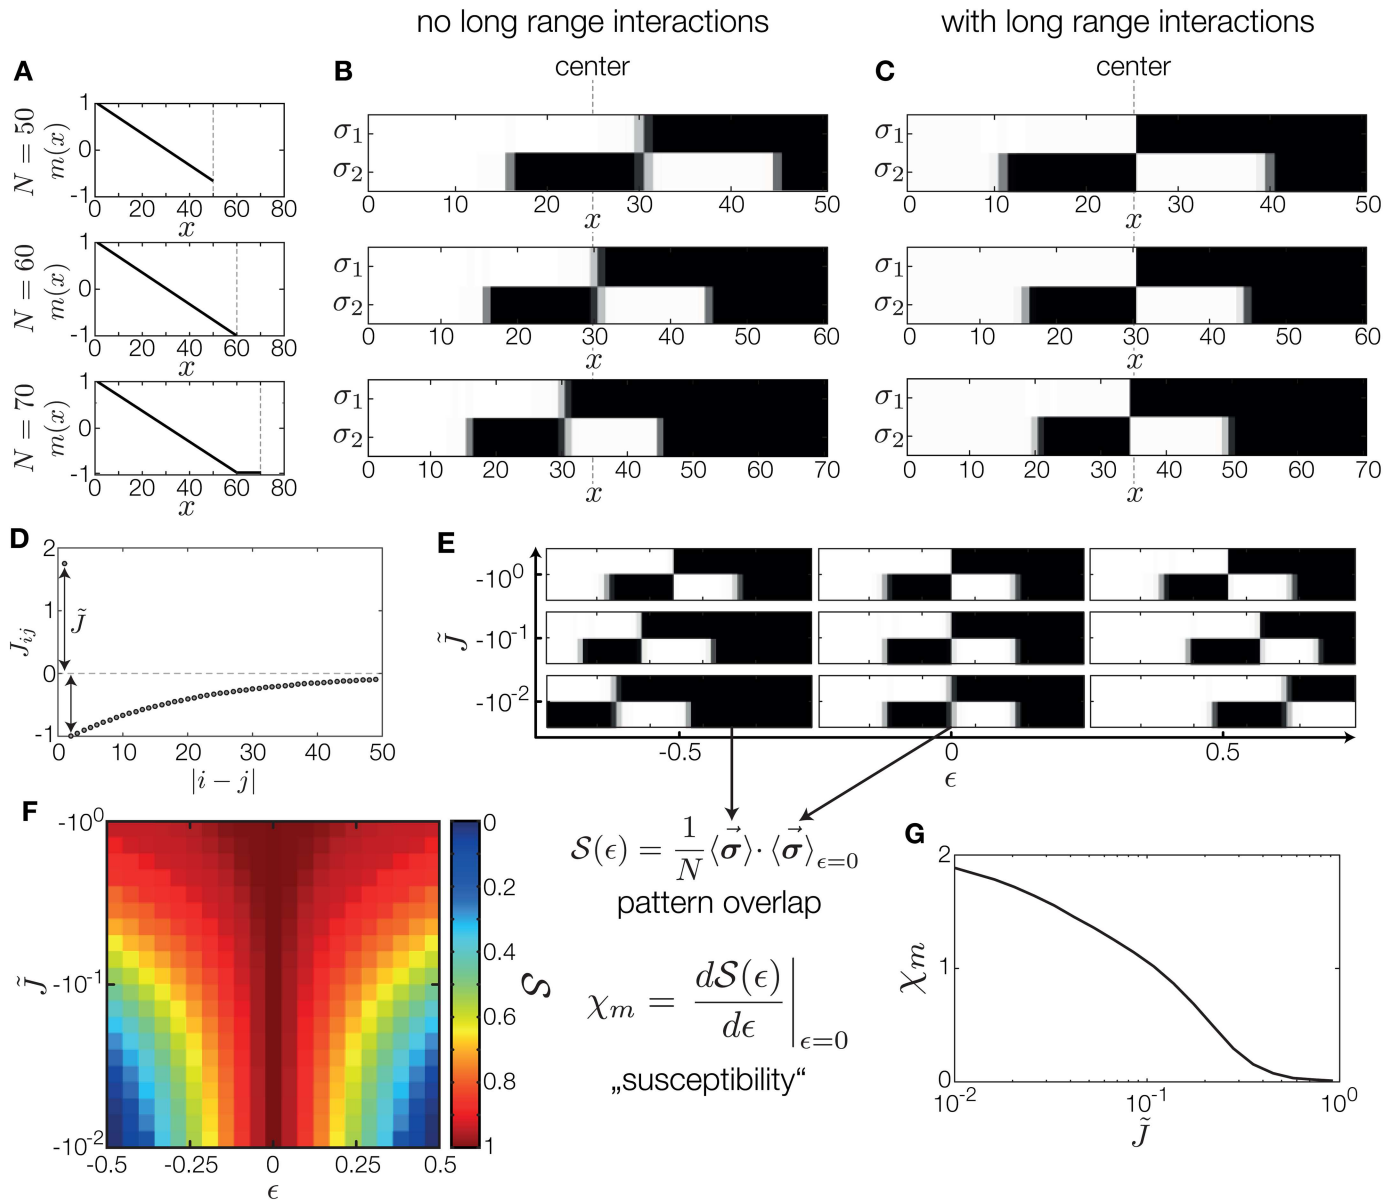 no long range interactions
with long range interactions
A
B
C
center
center
N = 50
m(x)
1
0
-1
0 20 40 60 80
x
σ1
σ2
0 10 20 30 40 50
x
σ1
σ2
0 10 20 30 40 50
x
N = 60
m(x)
1
0
-1
0 20 40 60 80
x
σ1
σ2
0 10 20 30 40 50 60
x
σ1
σ2
0 10 20 30 40 50 60
x
N = 70
m(x)
1
0
-1
0 20 40 60 80
x
σ1
σ2
0 10 20 30 40 50 60 70
x
σ1
σ2
0 10 20 30 40 50 60 70
x
D
J_ij
2
1
0
-1
J̃
0 10 20 30 40 50
|i − j|
E
J̃
-10^0
-10^-1
-10^-2
-0.5 0 0.5
ϵ
F
J̃
-10^0
-10^-1
-10^-2
-0.5 -0.25 0 0.25 0.5
ϵ
0
0.2
0.4
0.6
0.8
1
S
S(ϵ) = 1/N ⟨σ⃗⟩·⟨σ⃗⟩_ϵ=0
pattern overlap
χ_m = dS(ϵ)/dϵ |_ϵ=0
„susceptibility“
G
χ_m
2
1
0
10^-2 10^-1 10^0
J̃